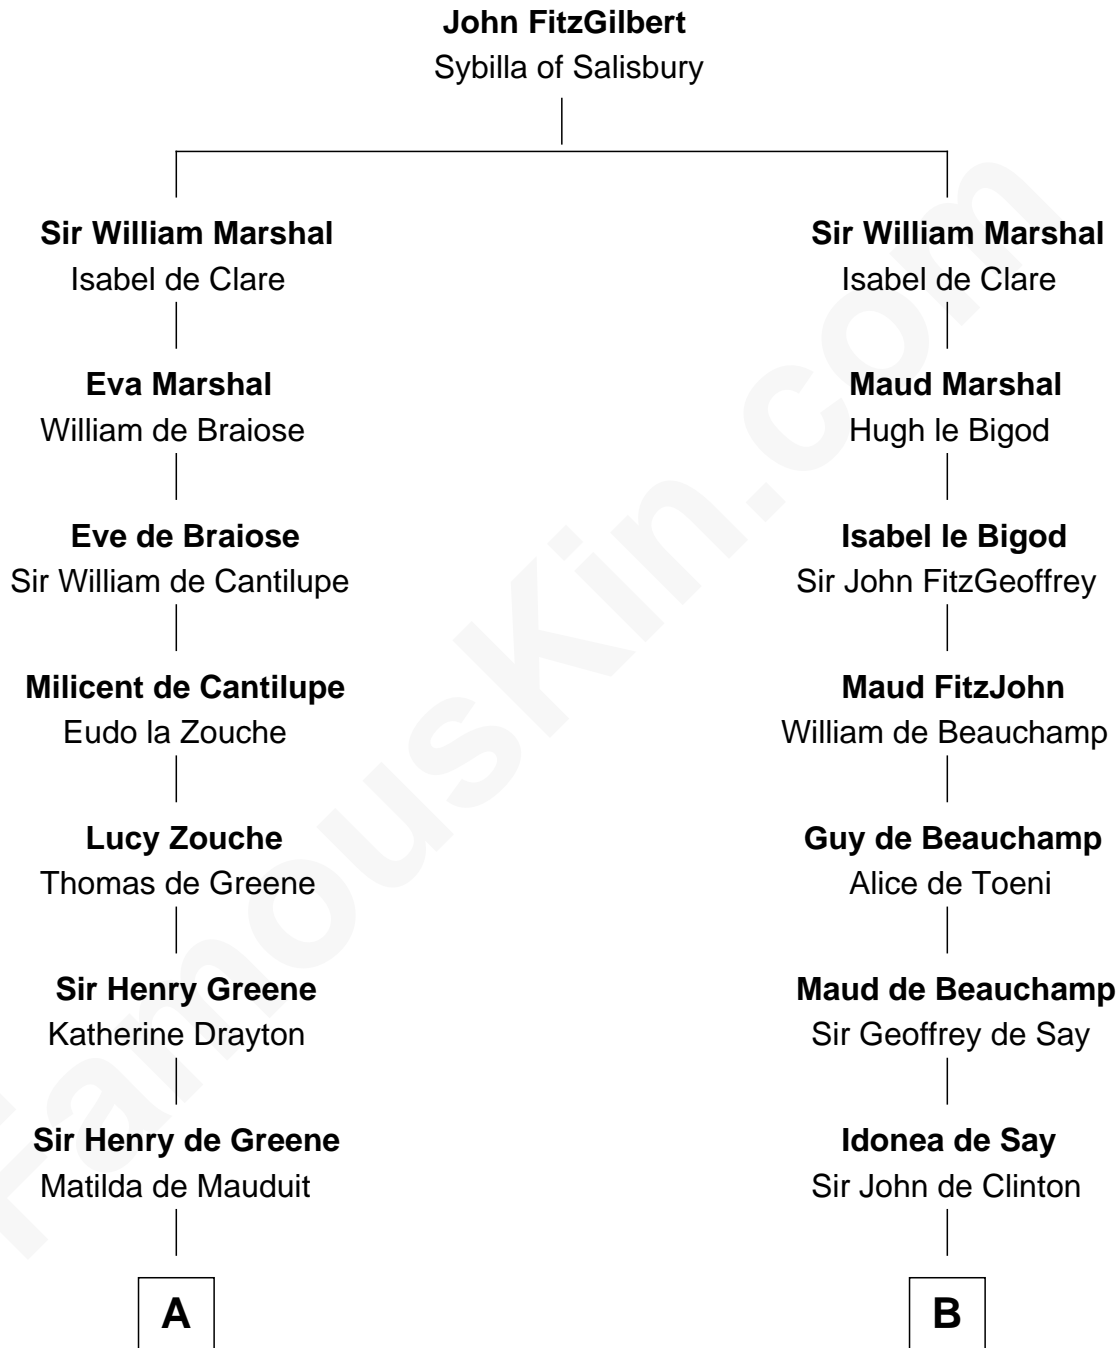 John FitzGilbert
Sybilla of Salisbury
Sir William Marshal
Isabel de Clare
Eva Marshal
William de Braiose
Eve de Braiose
Sir William de Cantilupe
Milicent de Cantilupe
Eudo la Zouche
Lucy Zouche
Thomas de Greene
Sir Henry Greene
Katherine Drayton
Sir Henry de Greene
Matilda de Mauduit
A
Sir William Marshal
Isabel de Clare
Maud Marshal
Hugh le Bigod
Isabel le Bigod
Sir John FitzGeoffrey
Maud FitzJohn
William de Beauchamp
Guy de Beauchamp
Alice de Toeni
Maud de Beauchamp
Sir Geoffrey de Say
Idonea de Say
Sir John de Clinton
B
FamousKin.com